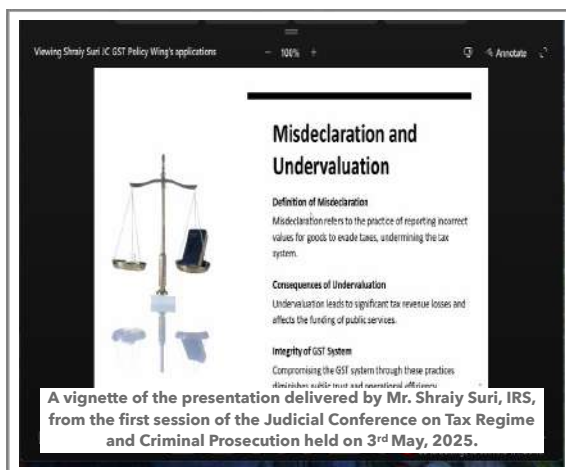 Viewing Shraiy Suri JC GST Policy Wing's applications
− 100% +
Annotate
Misdeclaration and
Undervaluation
Definition of Misdeclaration
Misdeclaration refers to the practice of reporting incorrect
values for goods to evade taxes, undermining the tax
system.
Consequences of Undervaluation
Undervaluation leads to significant tax revenue losses and
affects the funding of public services.
Integrity of GST System
Compromising the GST system through these practices
diminishes public trust and operational efficiency
A vignette of the presentation delivered by Mr. Shraiy Suri, IRS,
from the first session of the Judicial Conference on Tax Regime
and Criminal Prosecution held on 3rd May, 2025.